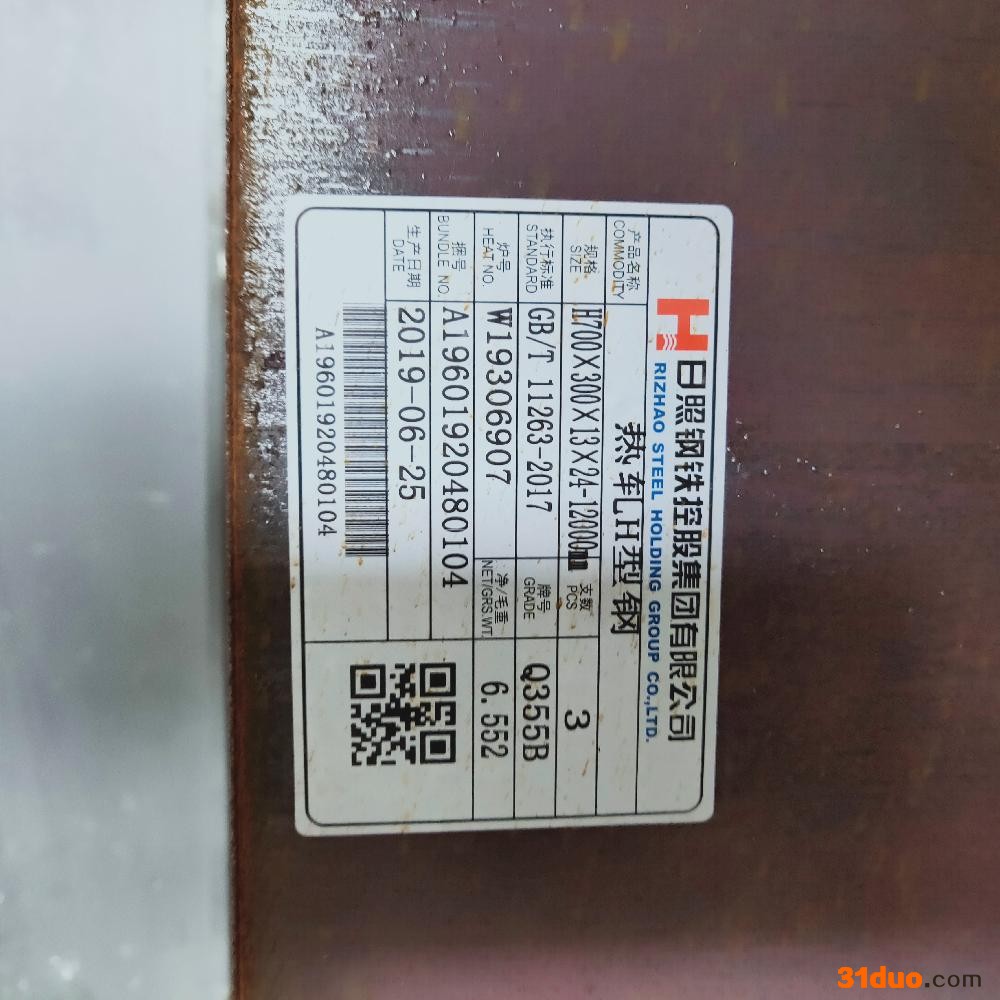 日照钢铁控股集团有限公司
RIZHAO STEEL HOLDING GROUP CO.,LTD.
产品名称
COMMODITY
热轧H型钢
规格
SIZE
H700X300X13X24-12000mm
支数
PCS
3
执行标准
STANDARD
GB/T 11263-2017
牌号
GRADE
Q355B
炉号
HEAT NO.
W19306907
净/毛重
NET/GRS.WT.
6.552
捆号
BUNDLE NO.
A19601920480104
生产日期
DATE
2019-06-25
A19601920480104
31duo.com